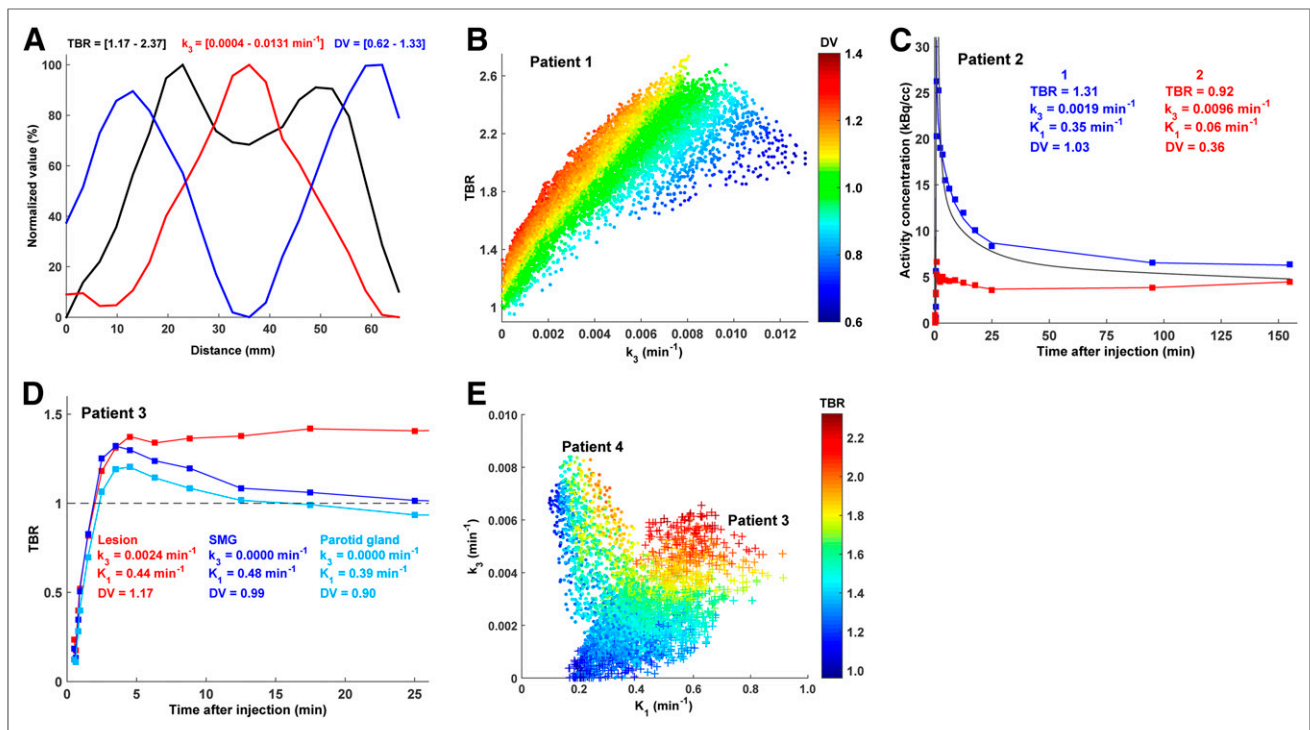 A
TBR = [1.17 - 2.37] k3 = [0.0004 - 0.0131 min-1] DV = [0.62 - 1.33]
100
80
60
40
20
0
Normalized value (%)
0 10 20 30 40 50 60
Distance (mm)
B
Patient 1
DV
2.6
2.2
1.8
1.4
1
TBR
0 0.002 0.004 0.006 0.008 0.010 0.012
k3 (min-1)
1.4
1.2
1.0
0.8
0.6
C
Patient 2
1
TBR = 1.31
k3 = 0.0019 min-1
K1 = 0.35 min-1
DV = 1.03
2
TBR = 0.92
k3 = 0.0096 min-1
K1 = 0.06 min-1
DV = 0.36
30
25
20
15
10
5
0
Activity concentration (kBq/cc)
0 25 50 75 100 125 150
Time after injection (min)
D
Patient 3
1.5
1
0.5
0
TBR
Lesion
k3 = 0.0024 min-1
K1 = 0.44 min-1
DV = 1.17
SMG
k3 = 0.0000 min-1
K1 = 0.48 min-1
DV = 0.99
Parotid gland
k3 = 0.0000 min-1
K1 = 0.39 min-1
DV = 0.90
0 5 10 15 20 25
Time after injection (min)
E
TBR
0.010
0.008
0.006
0.004
0.002
0
k3 (min-1)
Patient 4
Patient 3
0 0.2 0.4 0.6 0.8 1.0
K1 (min-1)
2.2
2.0
1.8
1.6
1.4
1.2
1.0